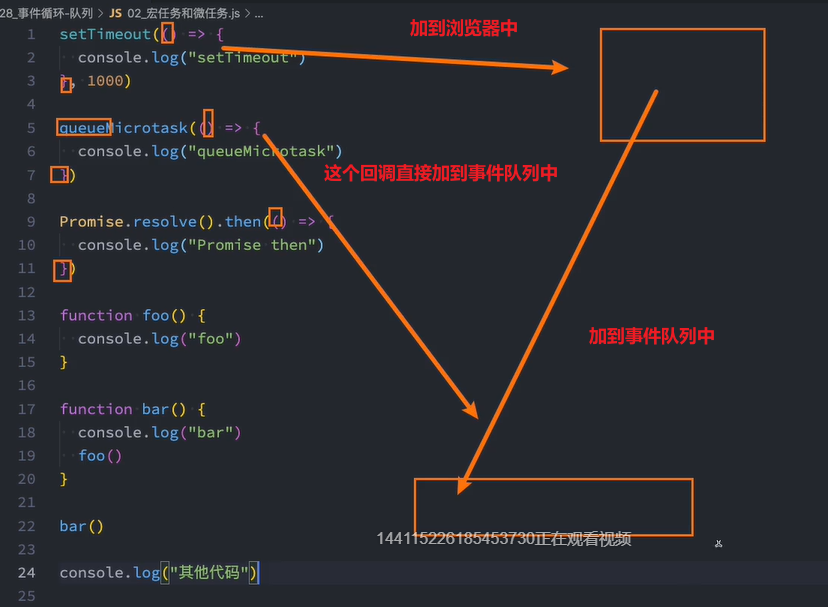 28_事件循环-队列 > JS 02_宏任务和微任务.js > ...
1 setTimeout(() => {
加到浏览器中
2 console.log("setTimeout")
3 }, 1000)
4
5 queueMicrotask(() => {
6 console.log("queueMicrotask")
这个回调直接加到事件队列中
7 })
8
9 Promise.resolve().then(() => {
10 console.log("Promise then")
11 })
12
13 function foo() {
14 console.log("foo")
加到事件队列中
15 }
16
17 function bar() {
18 console.log("bar")
19 foo()
20 }
21
22 bar()
144115226185453730正在观看视频
23
24 console.log("其他代码")
25